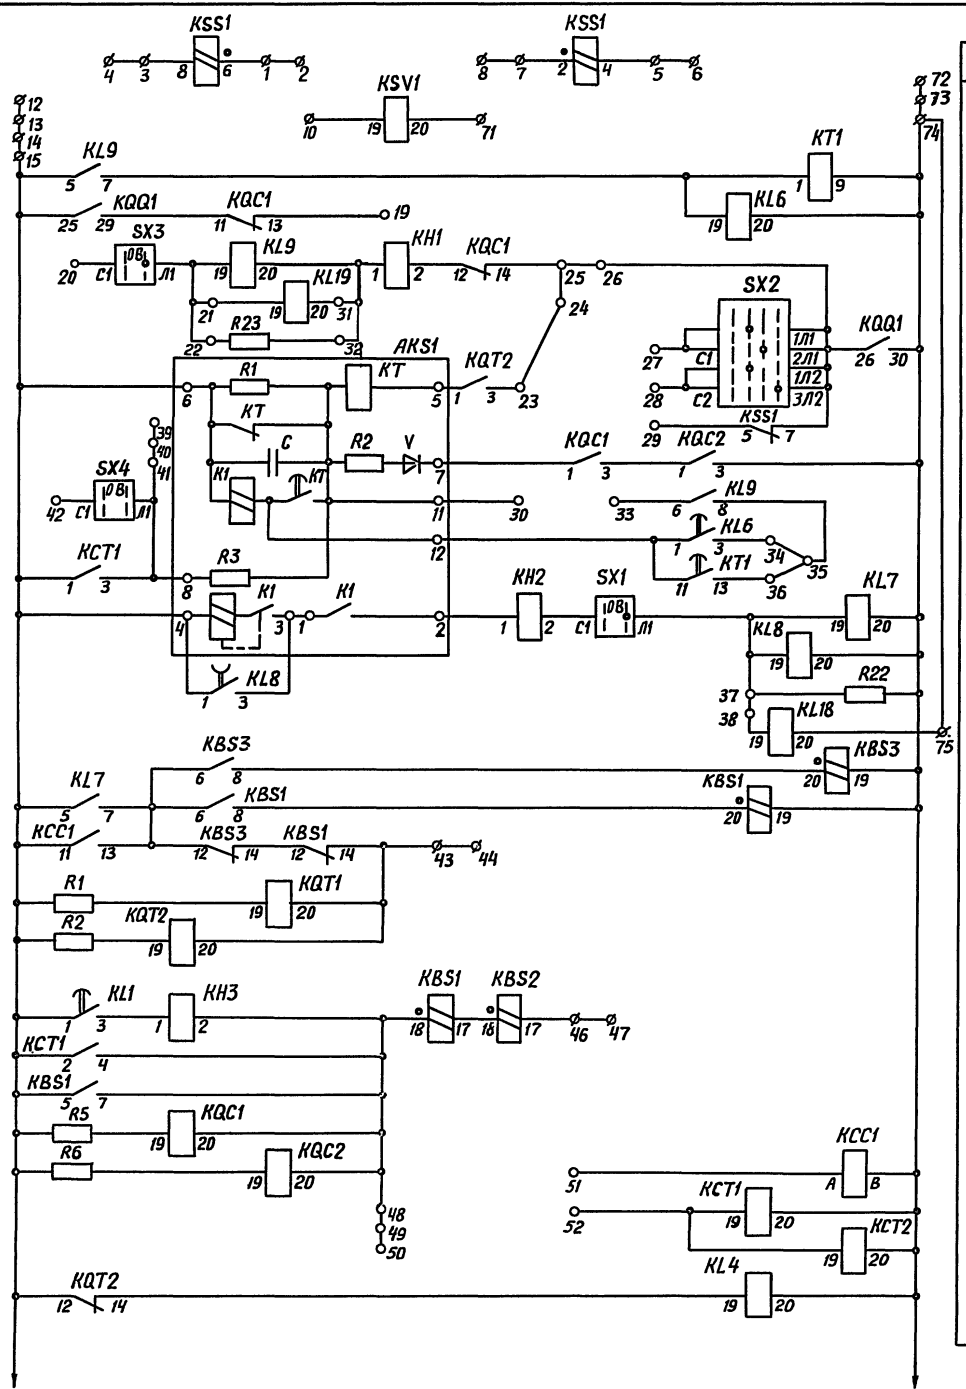 KSS1 KSS1
4 3 8 6 1 2 8 7 2 4 5 6
KSV1
10 19 20 71
12 72
13 73
14 74
15
KL9 KT1
5 7 1 9
KQQ1 KQC1 KL6
25 29 11 13 19 19 20
SX3 KL9 KH1 KQC1
20 С1 ОВ Л1 19 20 1 2 12 14 25 26
KL19 SX2
21 19 20 31 24
R23 1Л1 KQQ1
22 32 27 С1 2Л1 26 30
AKS1
R1 KT KQT2 1Л2
6 5 1 3 23 28 С2 3Л2
KT KSS1
39 29 5 7
40 C R2 V KQC1 KQC2
41 7 1 3 1 3
SX4 K1 KT KL9
42 С1 ОВ Л1 11 30 33 6 8
KL6
12 1 3 34
KCT1 R3 KT1 35
1 3 8 11 13 36
K1 K1 KH2 SX1 KL7
4 3 1 2 1 2 С1 ОВ Л1 19 20
KL8
19 20
KL8 R22
1 3 37
38 KL18
19 20 75
KBS3 KBS3
6 8 20 19
KL7 KBS1 KBS1
5 7 6 8 20 19
KCC1 KBS3 KBS1
11 13 12 14 12 14 43 44
R1 KQT1
19 20
R2 KQT2
19 20
KL1 KH3 KBS1 KBS2
1 3 1 2 18 17 18 17 46 47
KCT1
2 4
KBS1
5 7
R5 KQC1
19 20
R6 KQC2 KCC1
19 20 51 A B
48 KCT1
49 52 19 20
50 KCT2
19 20
KQT2 KL4
12 14 19 20